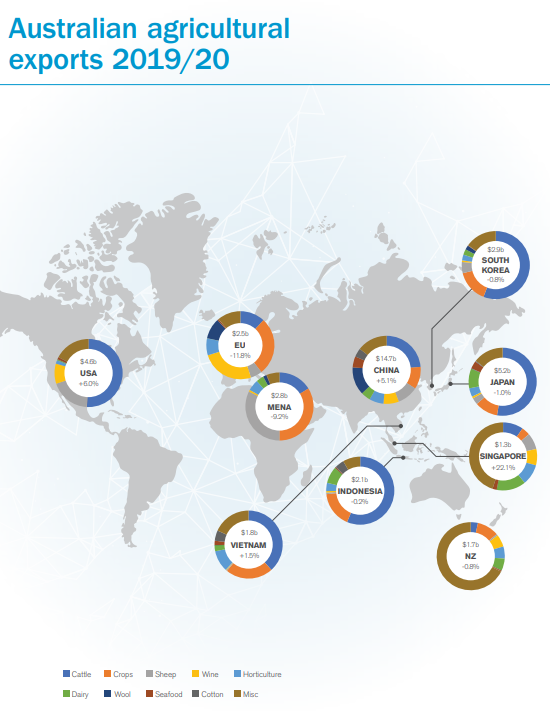 Australian agricultural
exports 2019/20
$2.9b
SOUTH
KOREA
-0.8%
$4.6b
USA
+6.0%
$2.5b
EU
-11.8%
$14.7b
CHINA
+5.1%
$5.2b
JAPAN
-1.0%
$2.8b
MENA
-9.2%
$1.3b
SINGAPORE
+22.1%
$2.1b
INDONESIA
-0.2%
$1.8b
VIETNAM
+1.5%
$1.7b
NZ
-0.8%
Cattle Crops Sheep Wine Horticulture
Dairy Wool Seafood Cotton Misc